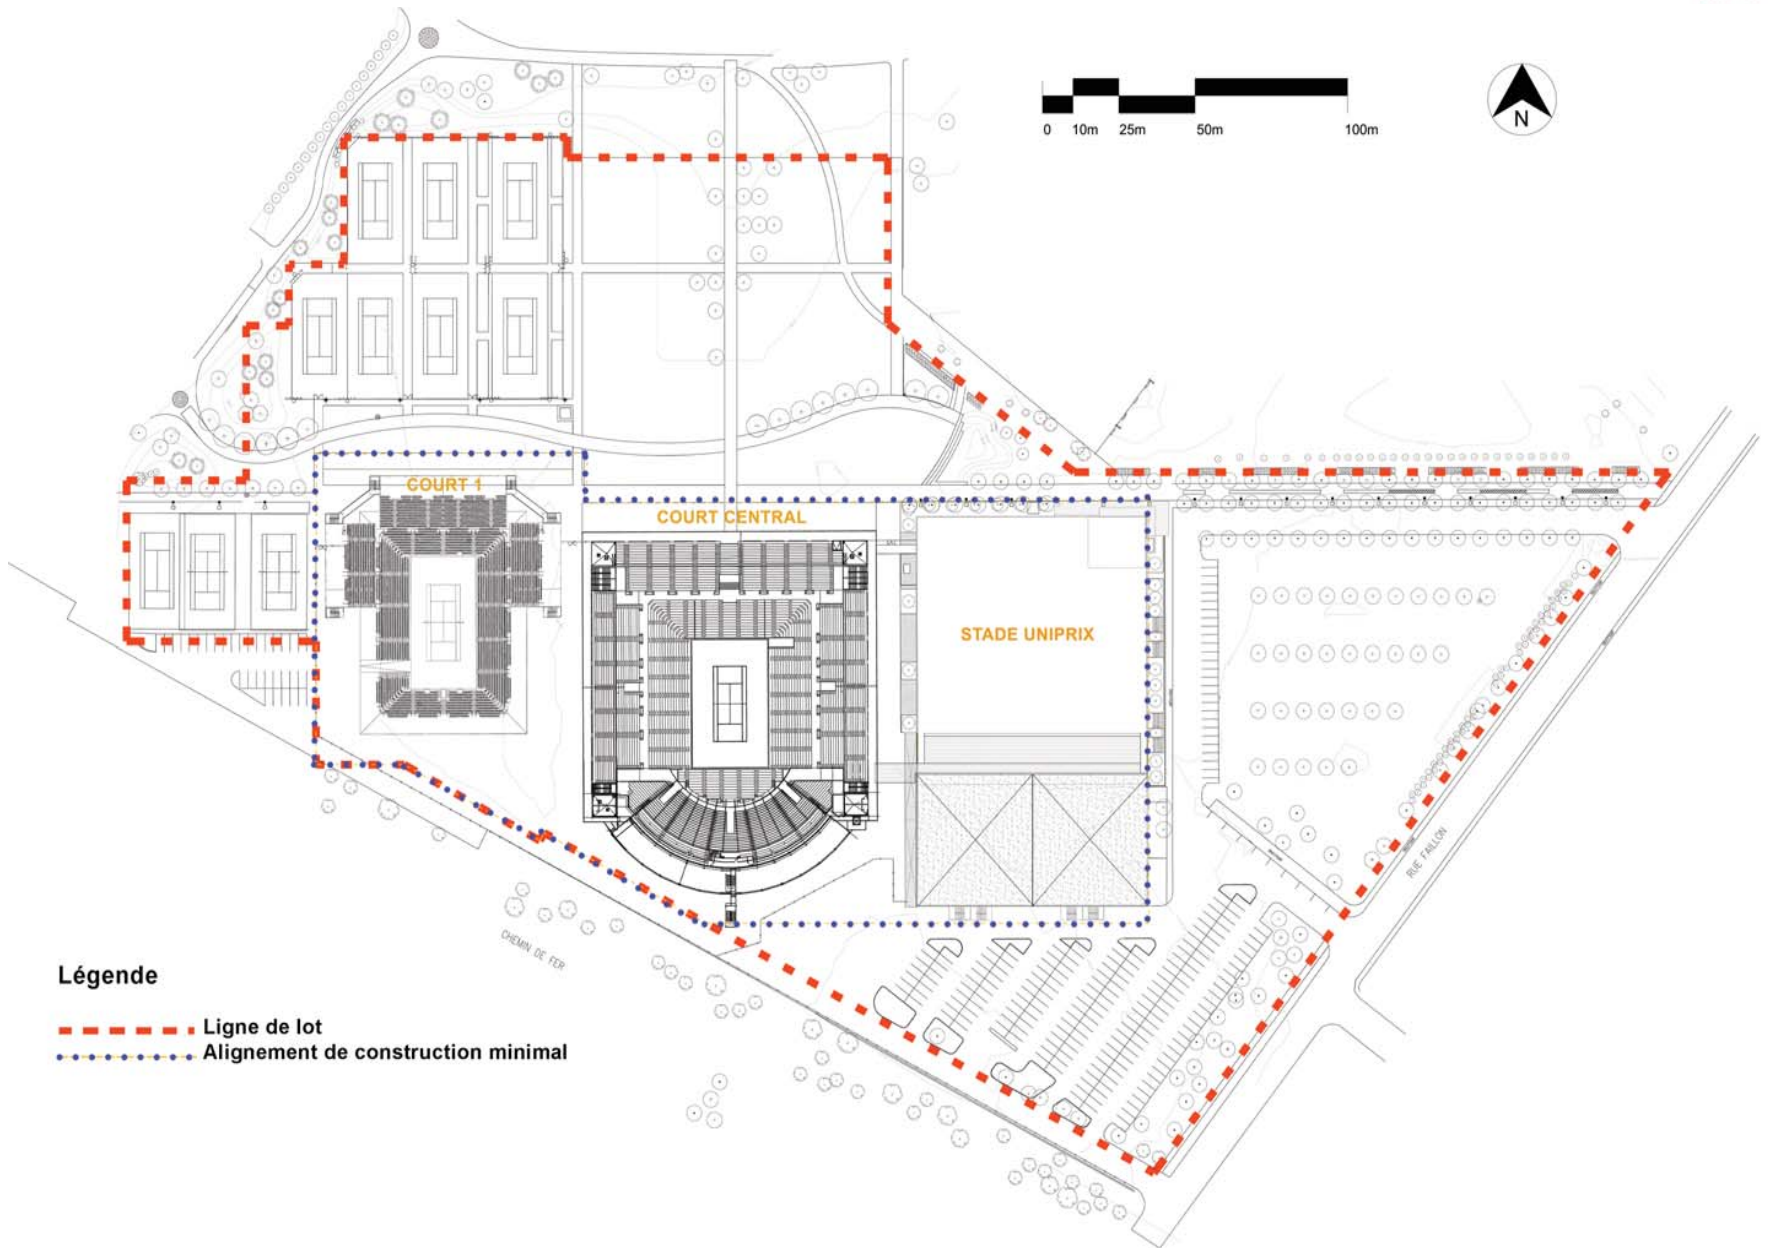 0 10m 25m 50m 100m
N
COURT 1
COURT CENTRAL
STADE UNIPRIX
RUE FAILLON
CHEMIN DE FER
Légende
Ligne de lot
Alignement de construction minimal